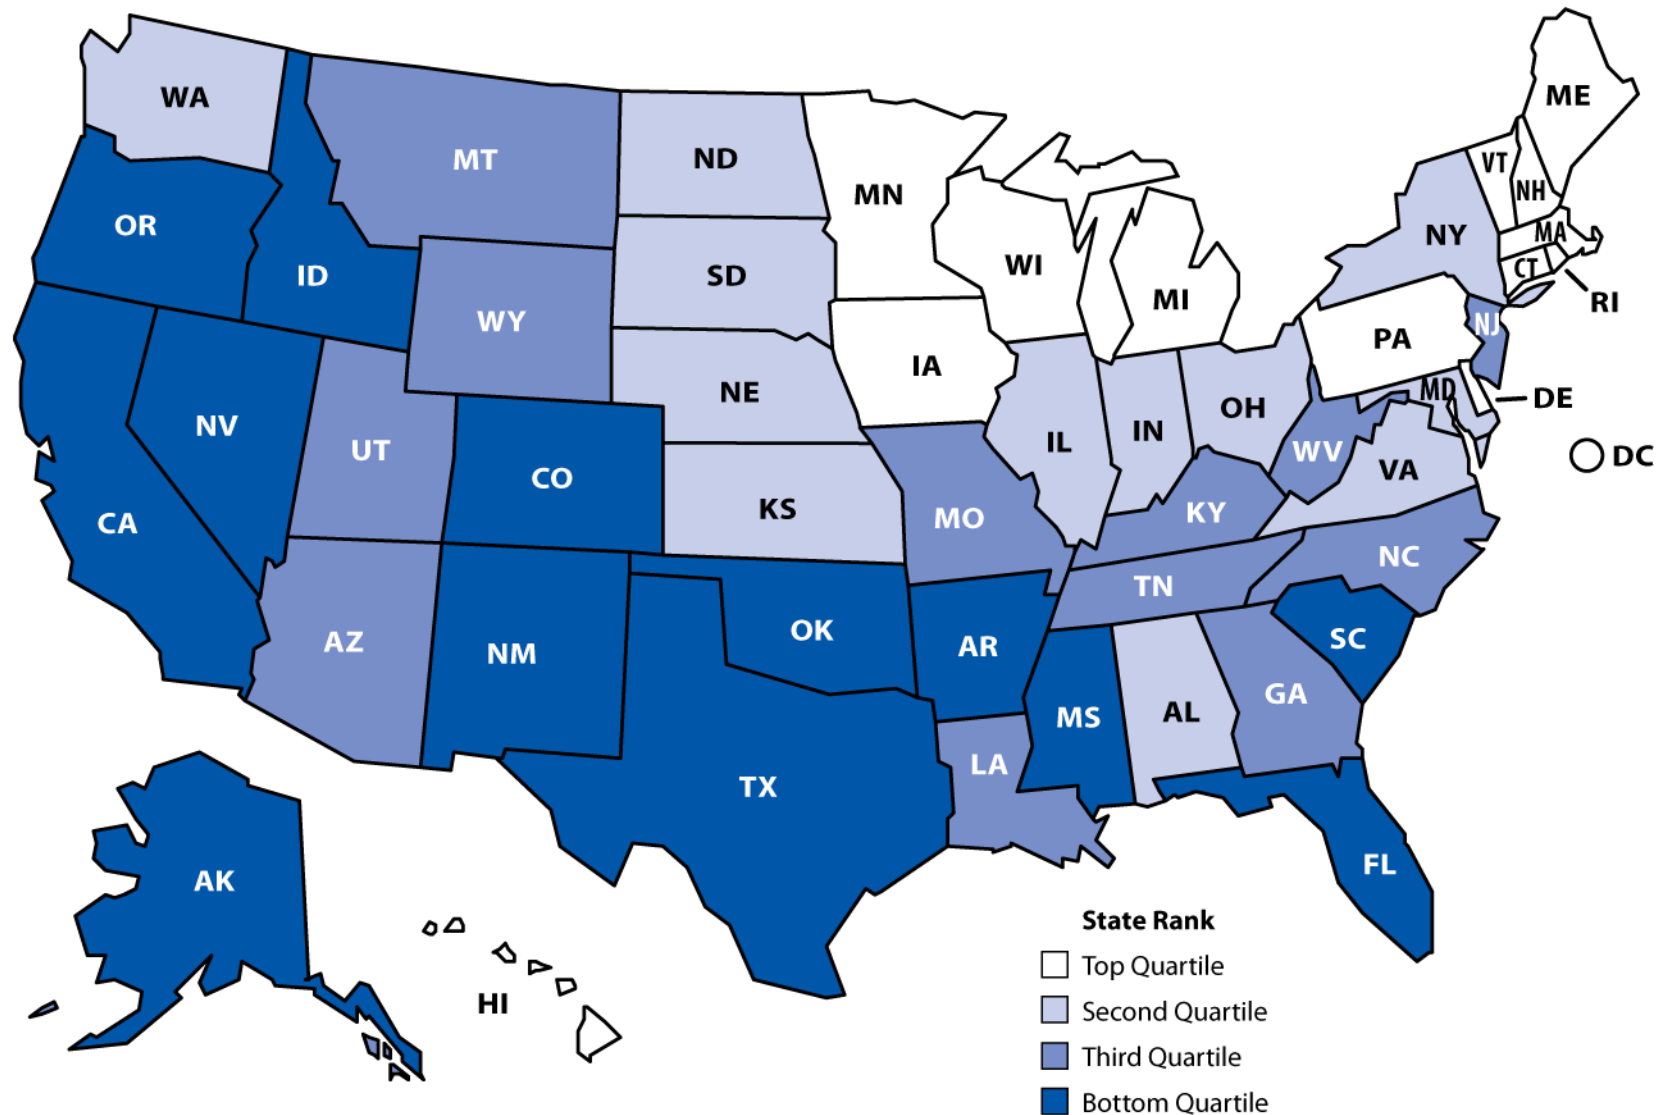 WA
MT
ND
MN
ME
VT
NH
OR
ID
SD
WI
MI
NY
MA
CT
RI
WY
NE
IA
PA
NJ
NV
UT
CO
KS
IL
IN
OH
MD
DE
DC
CA
MO
KY
WV
VA
AZ
NM
OK
AR
TN
NC
SC
TX
LA
MS
AL
GA
FL
AK
HI
State Rank
Top Quartile
Second Quartile
Third Quartile
Bottom Quartile